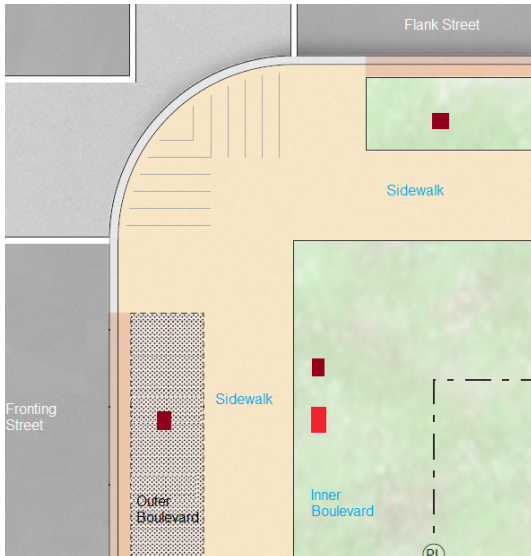 Flank Street
Sidewalk
Sidewalk
Fronting
Street
Outer
Boulevard
Inner
Boulevard
PL